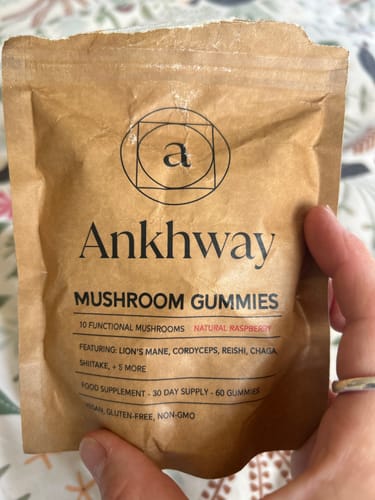 a
Ankhway
MUSHROOM GUMMIES
10 FUNCTIONAL MUSHROOMS NATURAL RASPBERRY
FEATURING: LION'S MANE, CORDYCEPS, REISHI, CHAGA,
SHIITAKE, + 5 MORE
FOOD SUPPLEMENT - 30 DAY SUPPLY - 60 GUMMIES
VEGAN, GLUTEN-FREE, NON-GMO